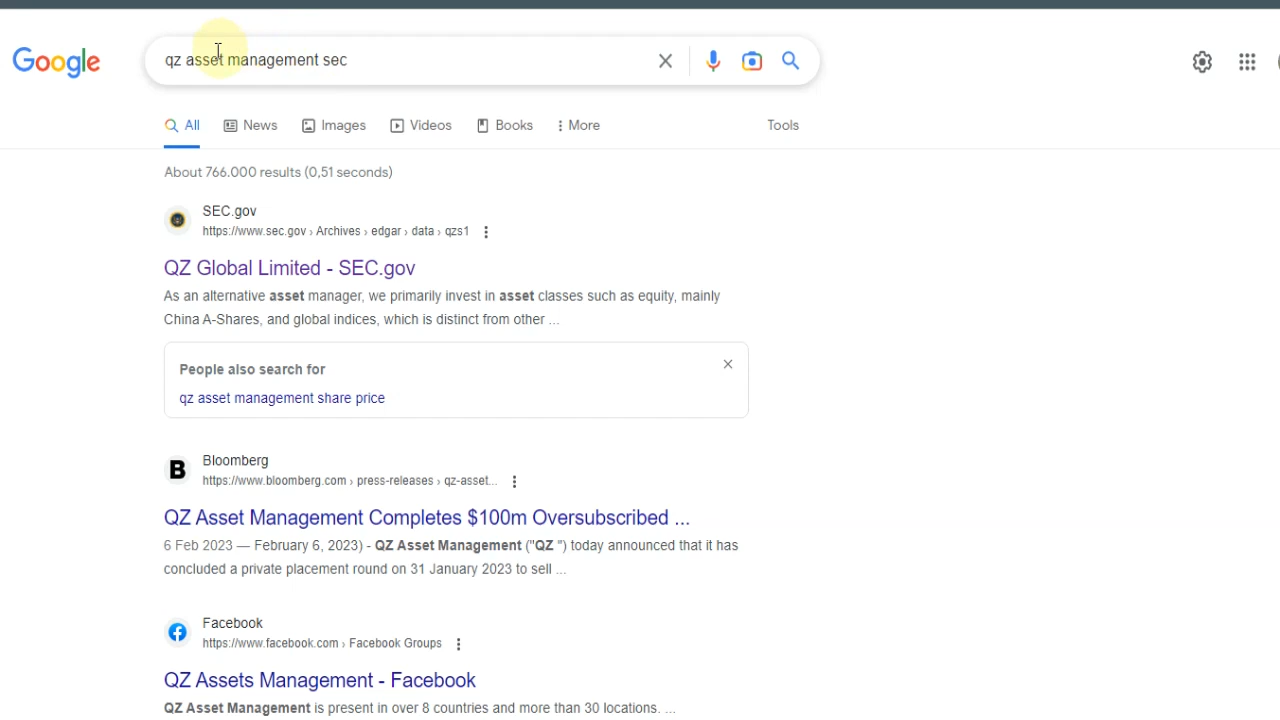 Google
qz asset management sec
All News Images Videos Books More Tools
About 766.000 results (0,51 seconds)
SEC.gov
https://www.sec.gov › Archives › edgar › data › qzs1
QZ Global Limited - SEC.gov
As an alternative asset manager, we primarily invest in asset classes such as equity, mainly
China A-Shares, and global indices, which is distinct from other ...
People also search for
qz asset management share price
B
Bloomberg
https://www.bloomberg.com › press-releases › qz-asset...
QZ Asset Management Completes $100m Oversubscribed ...
6 Feb 2023 — February 6, 2023) - QZ Asset Management ("QZ ") today announced that it has
concluded a private placement round on 31 January 2023 to sell ...
Facebook
https://www.facebook.com › Facebook Groups
QZ Assets Management - Facebook
QZ Asset Management is present in over 8 countries and more than 30 locations. ...